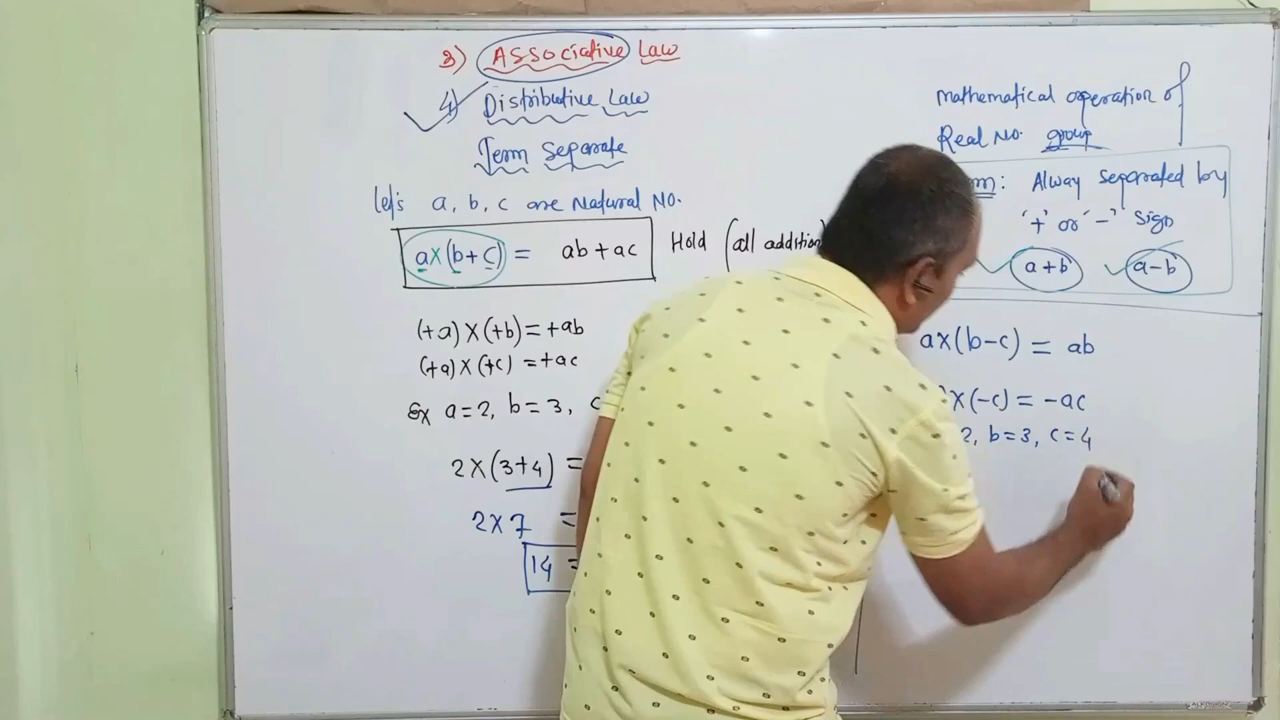 3) Associative Law
4) Distributive Law
Term Separate
let's a, b, c are Natural NO.
a×(b+c) = ab+ac Hold (all addition
(+a)×(+b)=+ab
(+a)×(+c)=+ac
Ex a=2, b=3, c
2×(3+4) =
2×7 =
14 =
mathematical operation of
Real No. group
: Alway separated by
'+' or '-' Sign
a+b a-b
a×(b-c) = ab
×(-c) = -ac
2, b=3, c=4